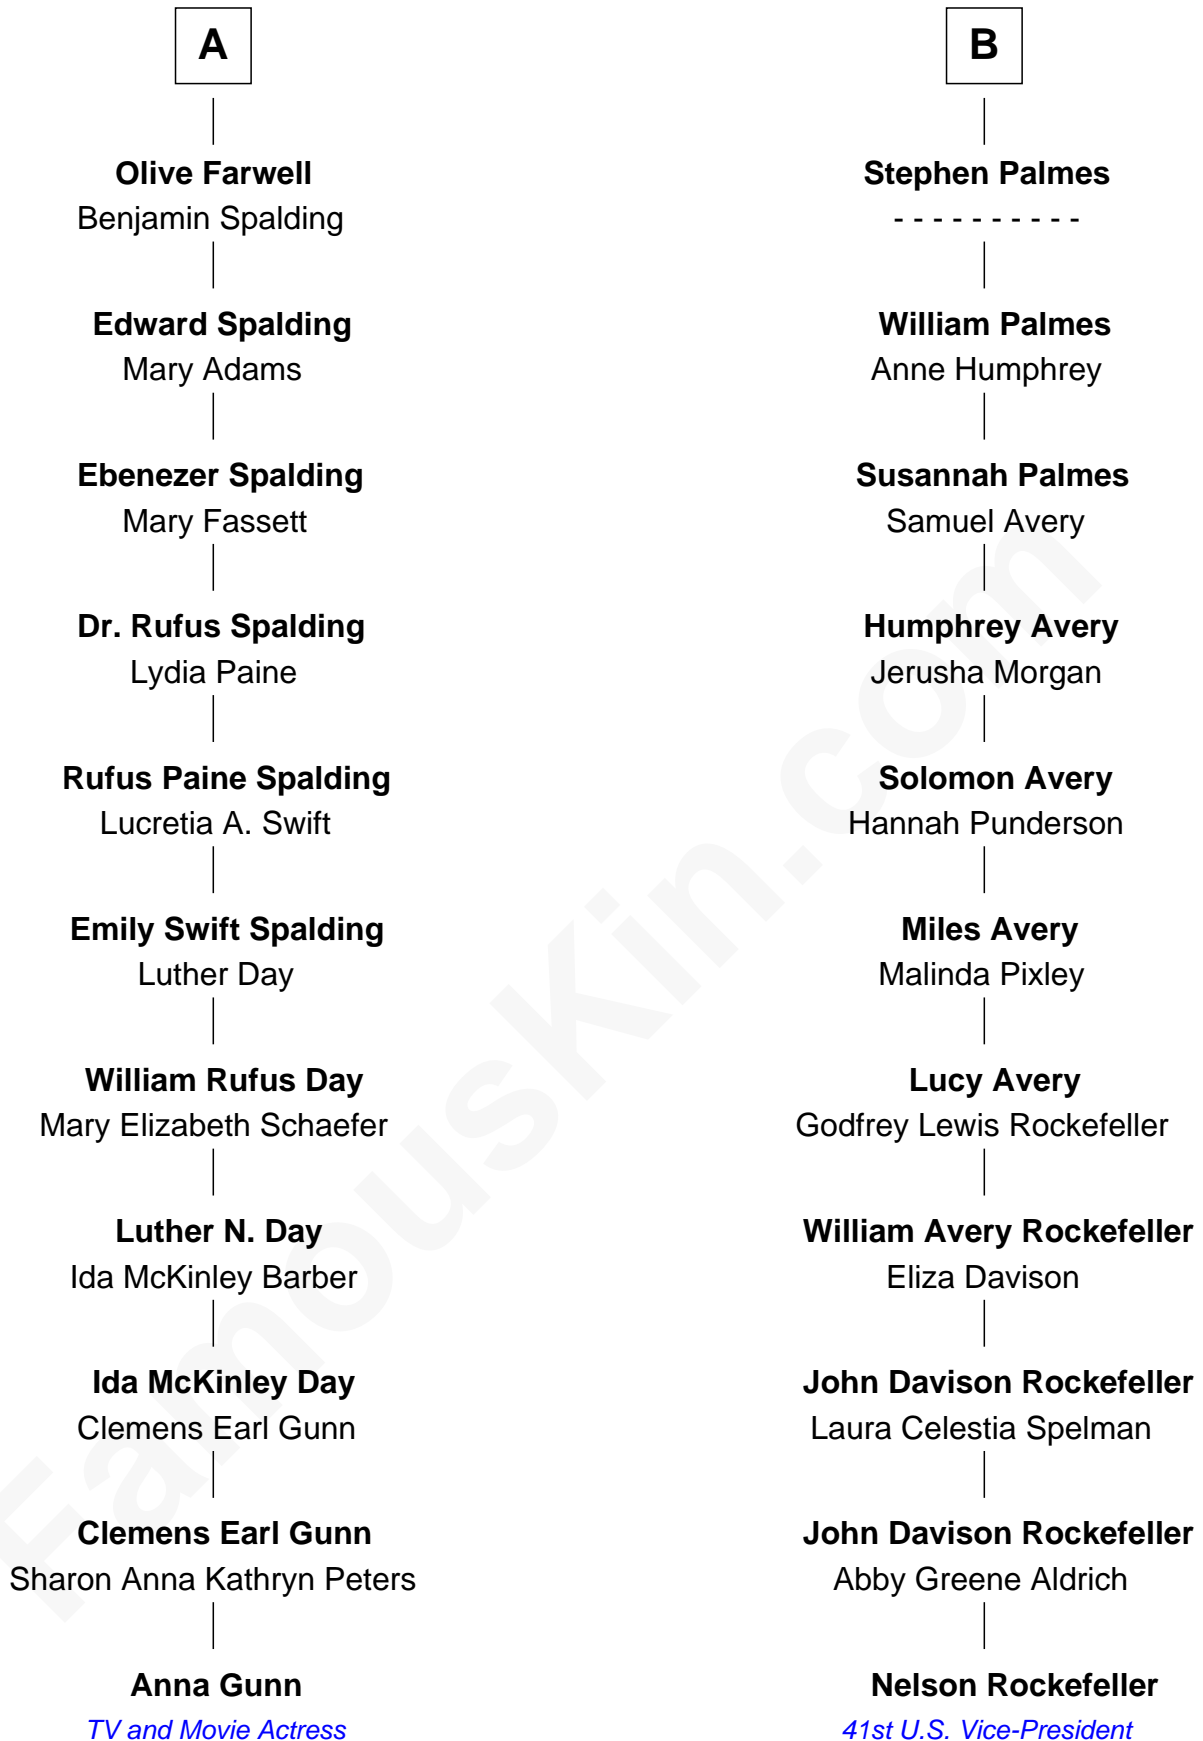 A
Olive Farwell
Benjamin Spalding
Edward Spalding
Mary Adams
Ebenezer Spalding
Mary Fassett
Dr. Rufus Spalding
Lydia Paine
Rufus Paine Spalding
Lucretia A. Swift
Emily Swift Spalding
Luther Day
William Rufus Day
Mary Elizabeth Schaefer
Luther N. Day
Ida McKinley Barber
Ida McKinley Day
Clemens Earl Gunn
Clemens Earl Gunn
Sharon Anna Kathryn Peters
Anna Gunn
TV and Movie Actress
B
Stephen Palmes
- - - - - - - - - -
William Palmes
Anne Humphrey
Susannah Palmes
Samuel Avery
Humphrey Avery
Jerusha Morgan
Solomon Avery
Hannah Punderson
Miles Avery
Malinda Pixley
Lucy Avery
Godfrey Lewis Rockefeller
William Avery Rockefeller
Eliza Davison
John Davison Rockefeller
Laura Celestia Spelman
John Davison Rockefeller
Abby Greene Aldrich
Nelson Rockefeller
41st U.S. Vice-President
FamousKin.com